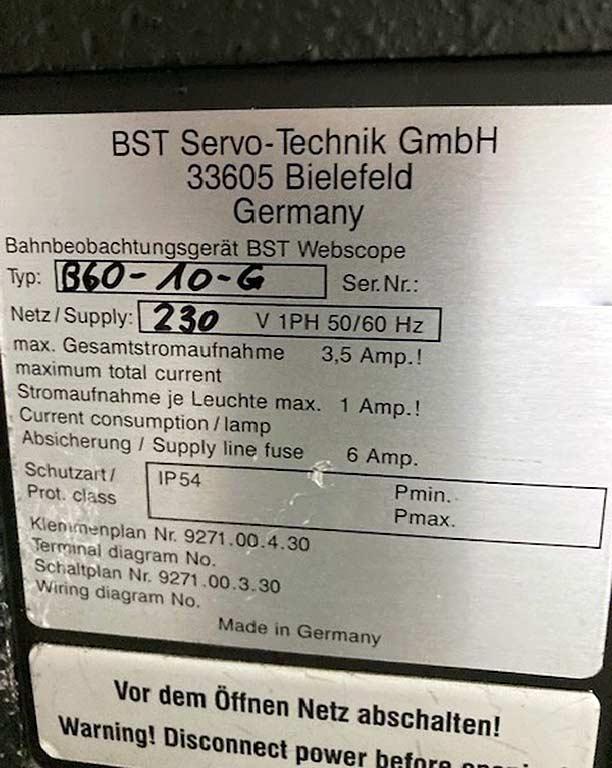 BST Servo-Technik GmbH
33605 Bielefeld
Germany
Bahnbeobachtungsgerät BST Webscope
Typ: B60-10-G Ser.Nr.:
Netz/Supply: 230 V 1PH 50/60 Hz
max. Gesamtstromaufnahme 3,5 Amp.!
maximum total current
Stromaufnahme je Leuchte max. 1 Amp.!
Current consumption/lamp
Absicherung / Supply line fuse 6 Amp.
Schutzart/ IP54 Pmin.
Prot. class Pmax.
Klemmenplan Nr. 9271.00.4.30
Terminal diagram No.
Schaltplan Nr. 9271.00.3.30
Wiring diagram No.
Made in Germany
Vor dem Öffnen Netz abschalten!
Warning! Disconnect power before